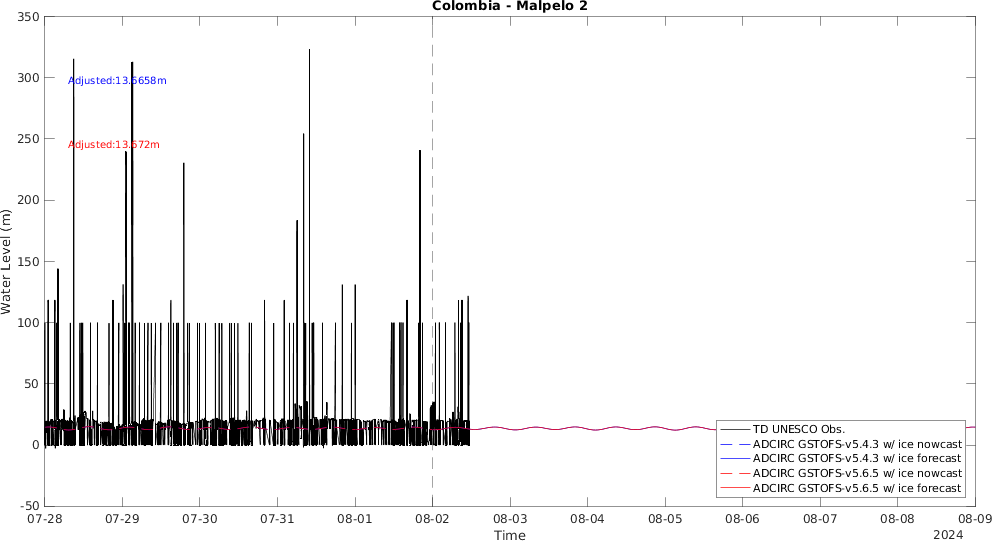 Colombia - Malpelo 2
350
300
250
200
150
100
50
0
-50
Water Level (m)
Adjusted:13.6658m
Adjusted:13.672m
TD UNESCO Obs.
ADCIRC GSTOFS-v5.4.3 w/ ice nowcast
ADCIRC GSTOFS-v5.4.3 w/ ice forecast
ADCIRC GSTOFS-v5.6.5 w/ ice nowcast
ADCIRC GSTOFS-v5.6.5 w/ ice forecast
07-28 07-29 07-30 07-31 08-01 08-02 08-03 08-04 08-05 08-06 08-07 08-08 08-09
Time
2024